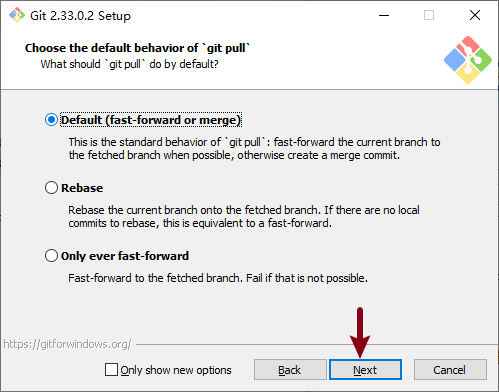 Git 2.33.0.2 Setup
Choose the default behavior of `git pull`
What should `git pull` do by default?
Default (fast-forward or merge)
This is the standard behavior of `git pull`: fast-forward the current branch to
the fetched branch when possible, otherwise create a merge commit.
Rebase
Rebase the current branch onto the fetched branch. If there are no local
commits to rebase, this is equivalent to a fast-forward.
Only ever fast-forward
Fast-forward to the fetched branch. Fail if that is not possible.
https://gitforwindows.org/
Only show new options
Back
Next
Cancel